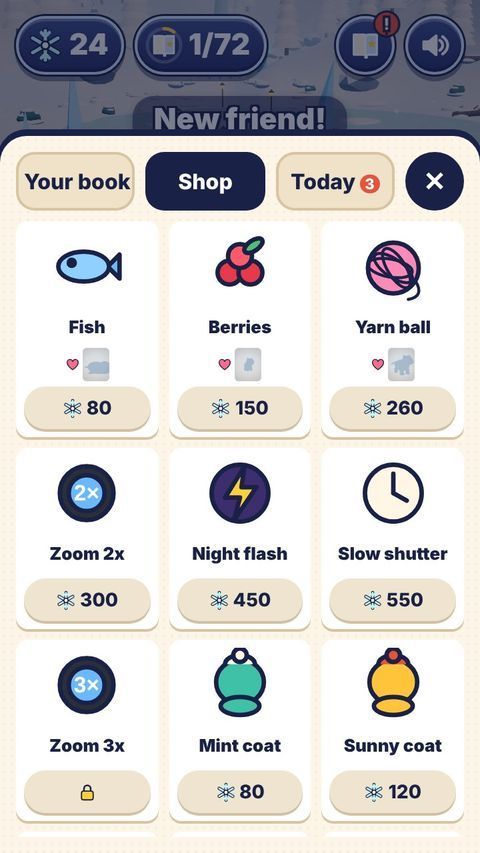 24
1/72
!
New friend!
Your book
Shop
Today 3
×
Fish
Berries
Yarn ball
80
150
260
2×
Zoom 2x
Night flash
Slow shutter
300
450
550
3×
Zoom 3x
Mint coat
Sunny coat
80
120